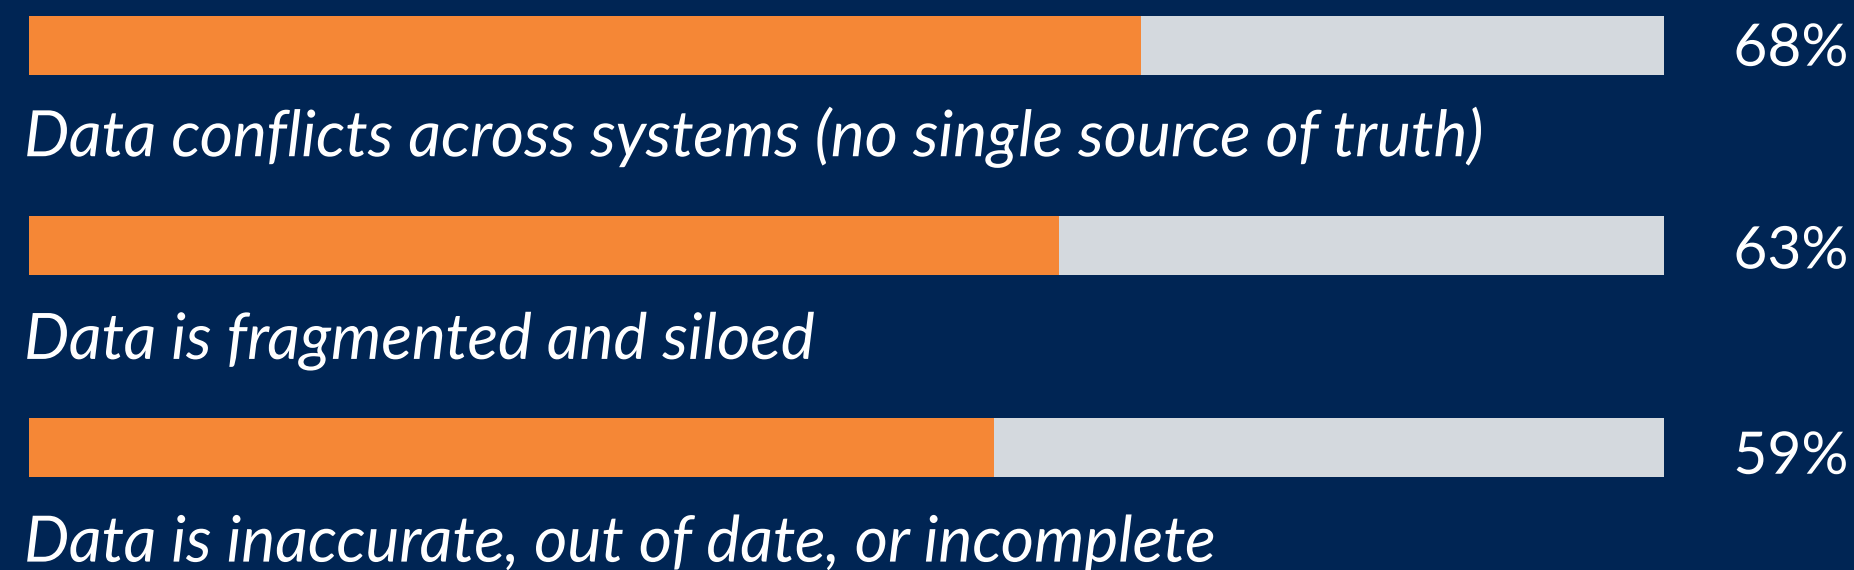 68%
Data conflicts across systems (no single source of truth)
63%
Data is fragmented and siloed
59%
Data is inaccurate, out of date, or incomplete